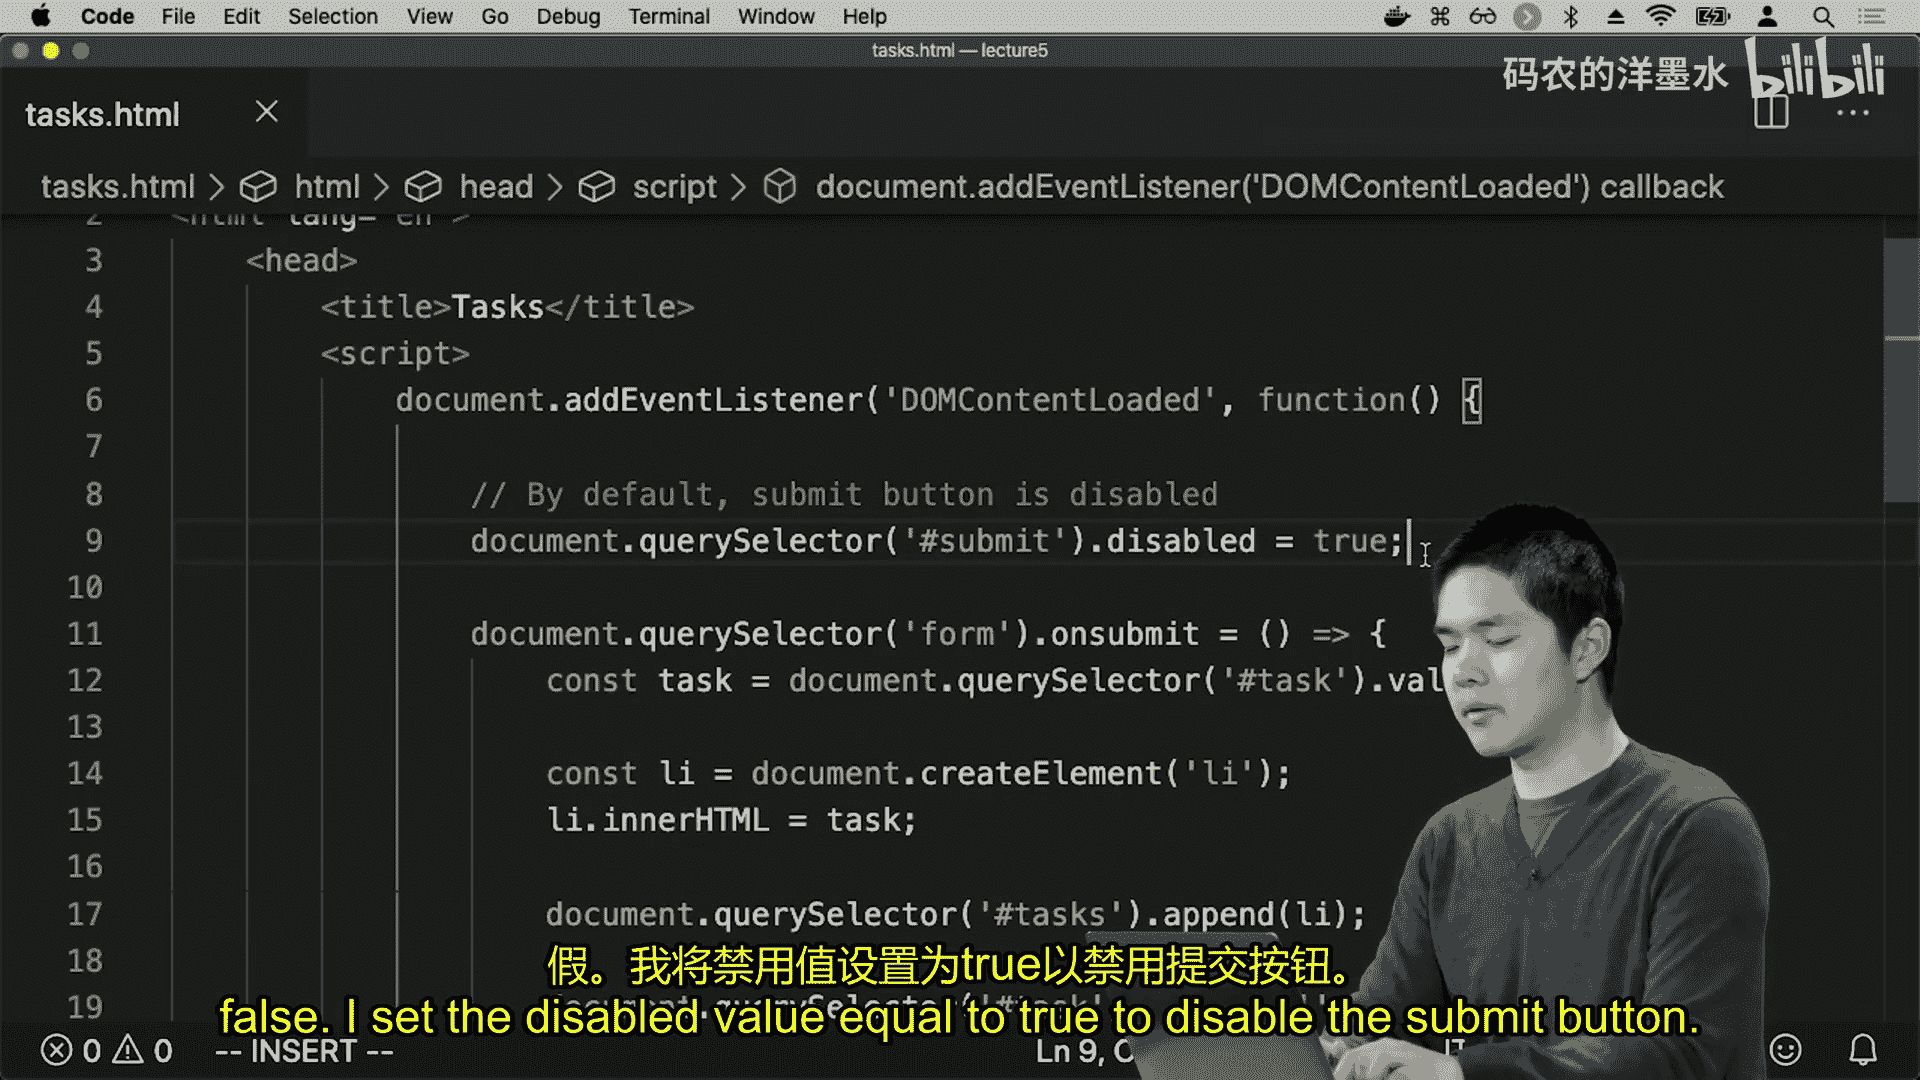 Code File Edit Selection View Go Debug Terminal Window Help
tasks.html — lecture5
码农的洋墨水 bilibili
tasks.html
tasks.html > html > head > script > document.addEventListener('DOMContentLoaded') callback
2 <html lang="en">
3 <head>
4 <title>Tasks</title>
5 <script>
6 document.addEventListener('DOMContentLoaded', function() {
7
8 // By default, submit button is disabled
9 document.querySelector('#submit').disabled = true;
10
11 document.querySelector('form').onsubmit = () => {
12 const task = document.querySelector('#task').val
13
14 const li = document.createElement('li');
15 li.innerHTML = task;
16
17 document.querySelector('#tasks').append(li);
18
19
假。我将禁用值设置为true以禁用提交按钮。
false. I set the disabled value equal to true to disable the submit button.
0 0 -- INSERT -- Ln 9, C